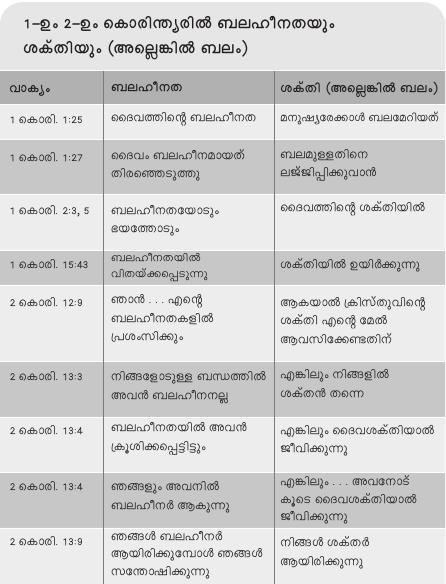 1-ഉം 2-ഉം കൊരിന്ത്യരിൽ ബലഹീനതയും
ശക്തിയും (അല്ലെങ്കിൽ ബലം)
വാക്യം ബലഹീനത ശക്തി (അല്ലെങ്കിൽ ബലം)
1 കൊരി. 1:25 ദൈവത്തിന്റെ ബലഹീനത മനുഷ്യരേക്കാൾ ബലമേറിയത്
1 കൊരി. 1:27 ദൈവം ബലഹീനമായത് ബലമുള്ളതിനെ
തിരഞ്ഞെടുത്തു ലജ്ജിപ്പിക്കുവാൻ
1 കൊരി. 2:3, 5 ബലഹീനതയോടും ദൈവത്തിന്റെ ശക്തിയിൽ
ഭയത്തോടും
1 കൊരി. 15:43 ബലഹീനതയിൽ ശക്തിയിൽ ഉയിർക്കുന്നു
വിതയ്ക്കപ്പെടുന്നു
2 കൊരി. 12:9 ഞാൻ . . . എന്റെ ആകയാൽ ക്രിസ്തുവിന്റെ
ബലഹീനതകളിൽ ശക്തി എന്റെ മേൽ
പ്രശംസിക്കും ആവസിക്കേണ്ടതിന്
2 കൊരി. 13:3 നിങ്ങളോടുള്ള ബന്ധത്തിൽ എങ്കിലും നിങ്ങളിൽ
അവൻ ബലഹീനനല്ല ശക്തൻ തന്നെ
2 കൊരി. 13:4 ബലഹീനതയിൽ അവൻ എങ്കിലും ദൈവശക്തിയാൽ
ക്രൂശിക്കപ്പെട്ടിട്ടും ജീവിക്കുന്നു
2 കൊരി. 13:4 ഞങ്ങളും അവനിൽ എങ്കിലും . . . അവനോട്
ബലഹീനർ ആകുന്നു കൂടെ ദൈവശക്തിയാൽ
ജീവിക്കുന്നു
2 കൊരി. 13:9 ഞങ്ങൾ ബലഹീനർ നിങ്ങൾ ശക്തർ
ആയിരിക്കുമ്പോൾ ഞങ്ങൾ ആയിരിക്കുന്നു
സന്തോഷിക്കുന്നു